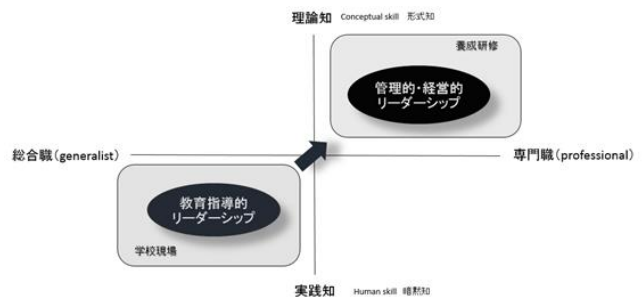 理論知 Conceptual skill 形式知
養成研修
管理的・経営的
リーダーシップ
総合職（generalist）
専門職（professional）
教育指導的
リーダーシップ
学校現場
実践知 Human skill 暗黙知